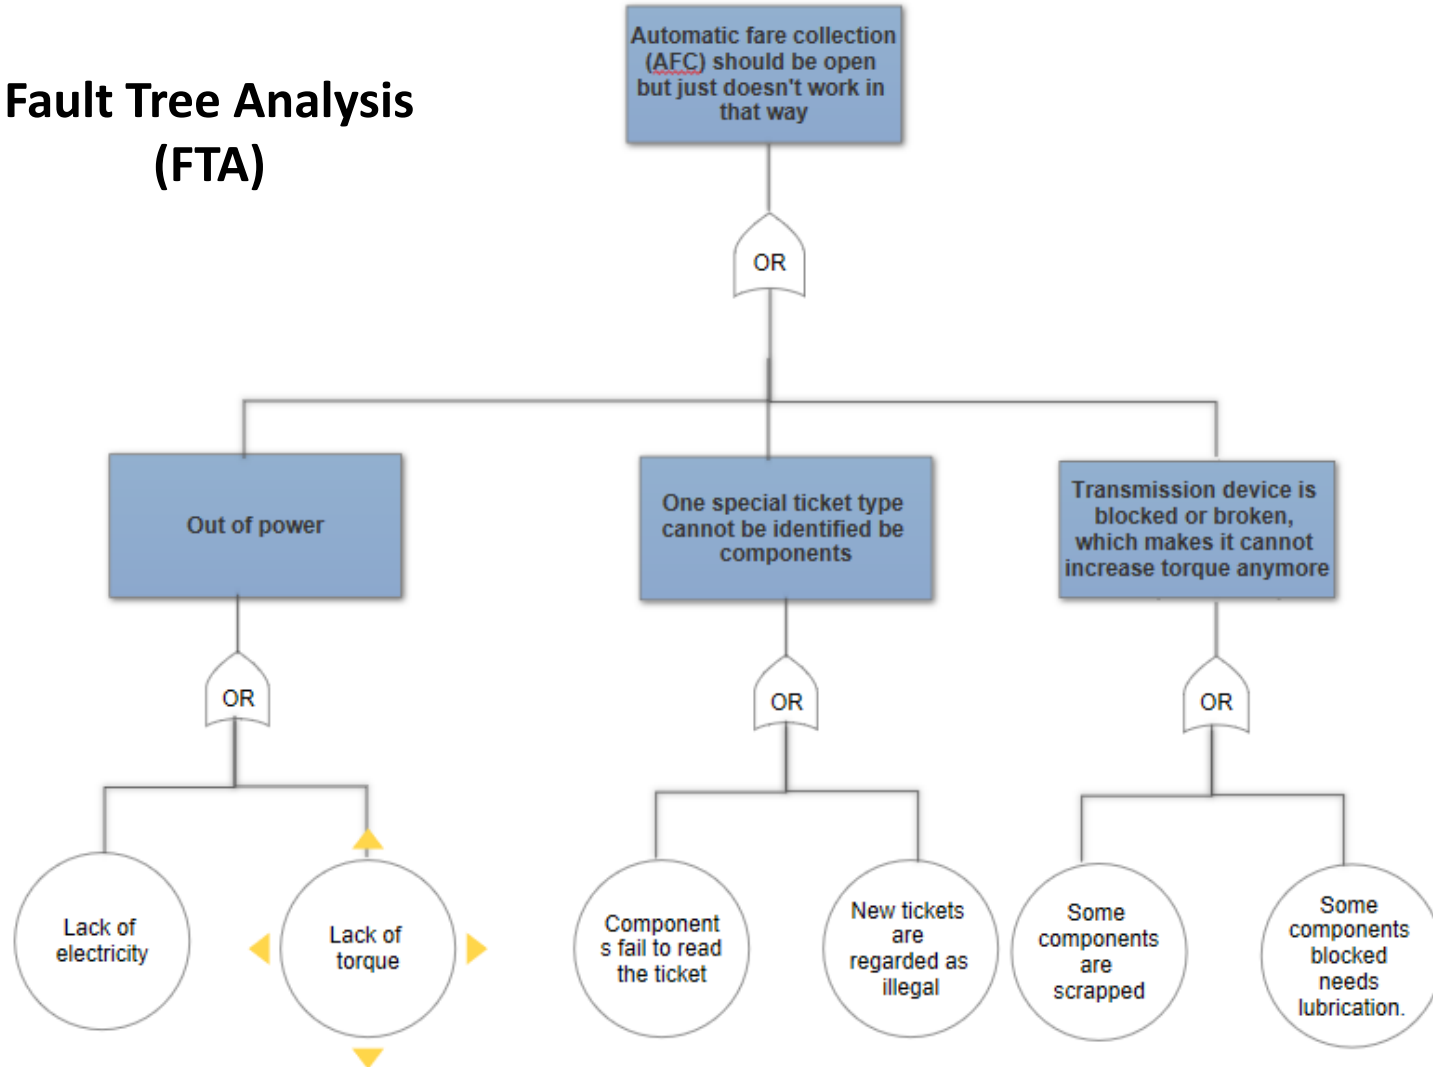 Fault Tree Analysis
(FTA)
Automatic fare collection
(AFC) should be open
but just doesn't work in
that way
OR
Out of power
One special ticket type
cannot be identified be
components
Transmission device is
blocked or broken,
which makes it cannot
increase torque anymore
OR
OR
OR
Lack of
electricity
Lack of
torque
Component
s fail to read
the ticket
New tickets
are
regarded as
illegal
Some
components
are
scrapped
Some
components
blocked
needs
lubrication.